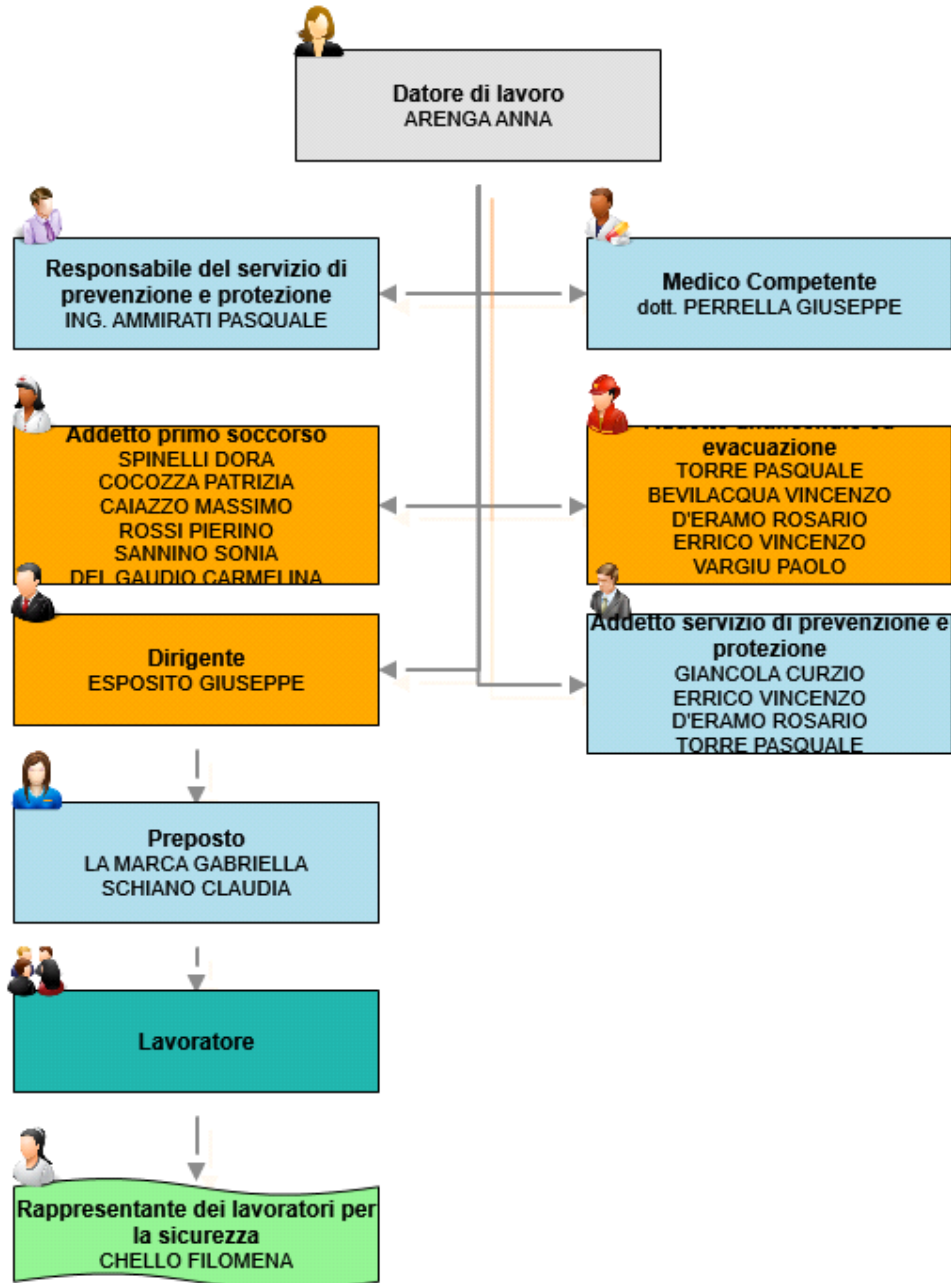 Datore di lavoro
ARENGA ANNA
Responsabile del servizio di
prevenzione e protezione
ING. AMMIRATI PASQUALE
Medico Competente
dott. PERRELLA GIUSEPPE
Addetto primo soccorso
SPINELLI DORA
COCOZZA PATRIZIA
CAIAZZO MASSIMO
ROSSI PIERINO
SANNINO SONIA
DEL GAUDIO CARMELINA
evacuazione
TORRE PASQUALE
BEVILACQUA VINCENZO
D'ERAMO ROSARIO
ERRICO VINCENZO
VARGIU PAOLO
Dirigente
ESPOSITO GIUSEPPE
Addetto servizio di prevenzione e
protezione
GIANCOLA CURZIO
ERRICO VINCENZO
D'ERAMO ROSARIO
TORRE PASQUALE
Preposto
LA MARCA GABRIELLA
SCHIANO CLAUDIA
Lavoratore
Rappresentante dei lavoratori per
la sicurezza
CHELLO FILOMENA